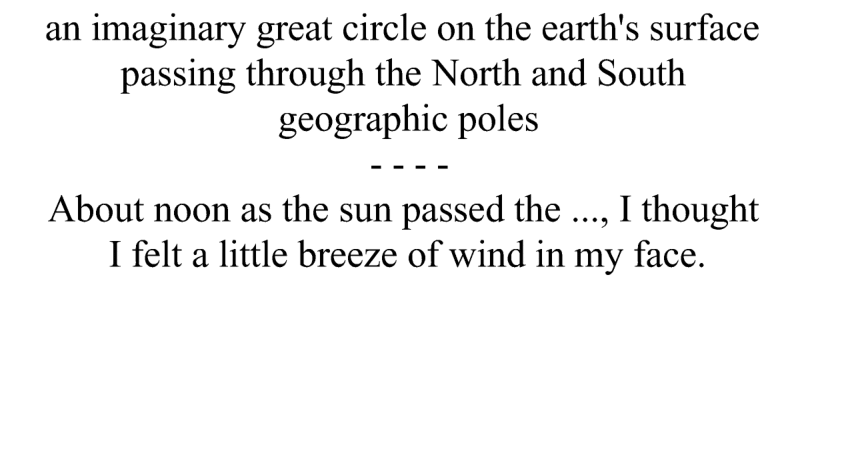 an imaginary great circle on the earth's surface
passing through the North and South
geographic poles
- - - -
About noon as the sun passed the ..., I thought
I felt a little breeze of wind in my face.